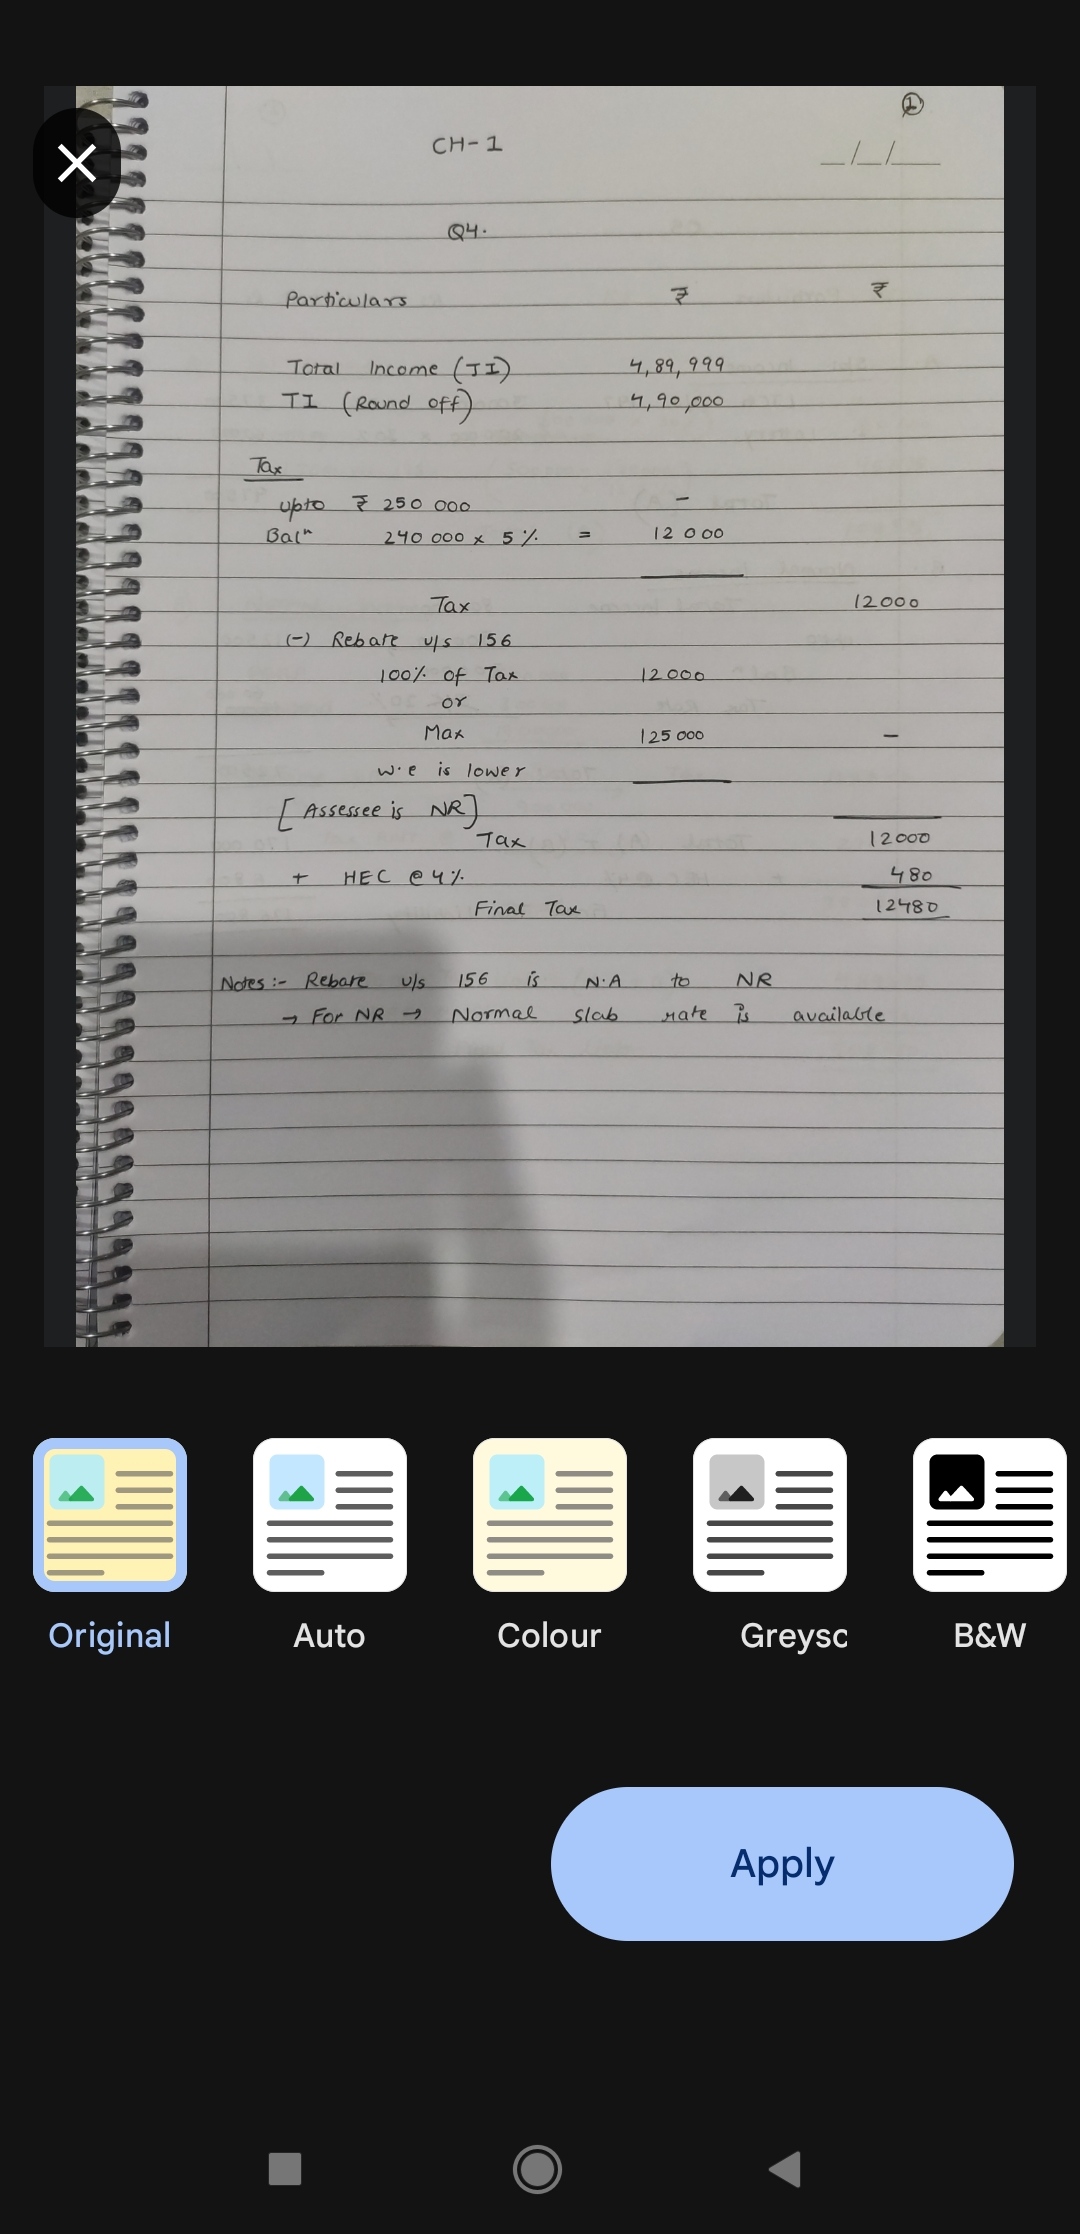 1
CH-1
_/_/__
Q4.
Particulars ₹ ₹
Total Income (TI) 4,89,999
TI (Round off) 4,90,000
Tax
upto ₹ 250 000 -
Balⁿ 240 000 x 5% = 12 000
Tax 12000
(-) Rebate u/s 156
100% of Tax 12000
or
Max 125000 -
w.e is lower
[Assessee is NR]
Tax 12000
+ HEC @ 4% 480
Final Tax 12480
Notes :- Rebate u/s 156 is N.A to NR
→ For NR → Normal slab rate is available
Original Auto Colour Greysc B&W
Apply